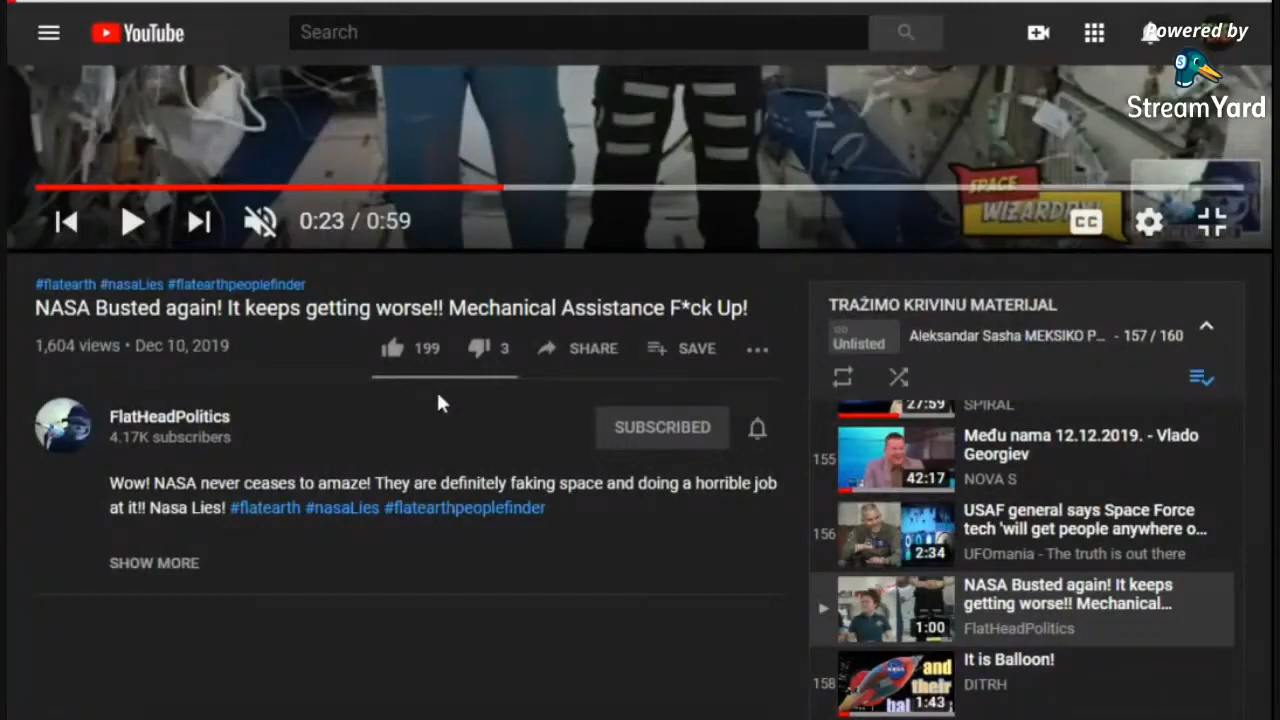 YouTube
Search
Powered by
StreamYard
SPACE
WIZARDRY!
0:23 / 0:59
CC
#flatearth #nasaLies #flatearthpeoplefinder
NASA Busted again! It keeps getting worse!! Mechanical Assistance F*ck Up!
1,604 views • Dec 10, 2019
199
3
SHARE
SAVE
FlatHeadPolitics
4.17K subscribers
SUBSCRIBED
Wow! NASA never ceases to amaze! They are definitely faking space and doing a horrible job
at it!! Nasa Lies! #flatearth #nasaLies #flatearthpeoplefinder
SHOW MORE
TRAŽIMO KRIVINU MATERIJAL
Unlisted
Aleksandar Sasha MEKSIKO P... - 157 / 160
27:59
SPIRAL
155
42:17
Među nama 12.12.2019. - Vlado
Georgiev
NOVA S
156
2:34
USAF general says Space Force
tech 'will get people anywhere o...
UFOmania - The truth is out there
1:00
NASA Busted again! It keeps
getting worse!! Mechanical...
FlatHeadPolitics
158
and
their
1:43
It is Balloon!
DITRH